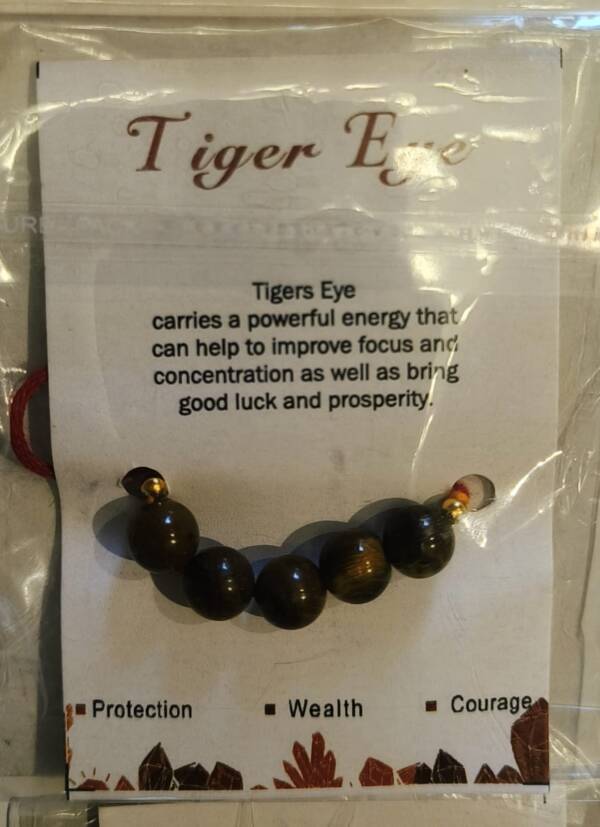 Tiger Eye
Tigers Eye
carries a powerful energy that
can help to improve focus and
concentration as well as bring
good luck and prosperity.
Protection Wealth Courage